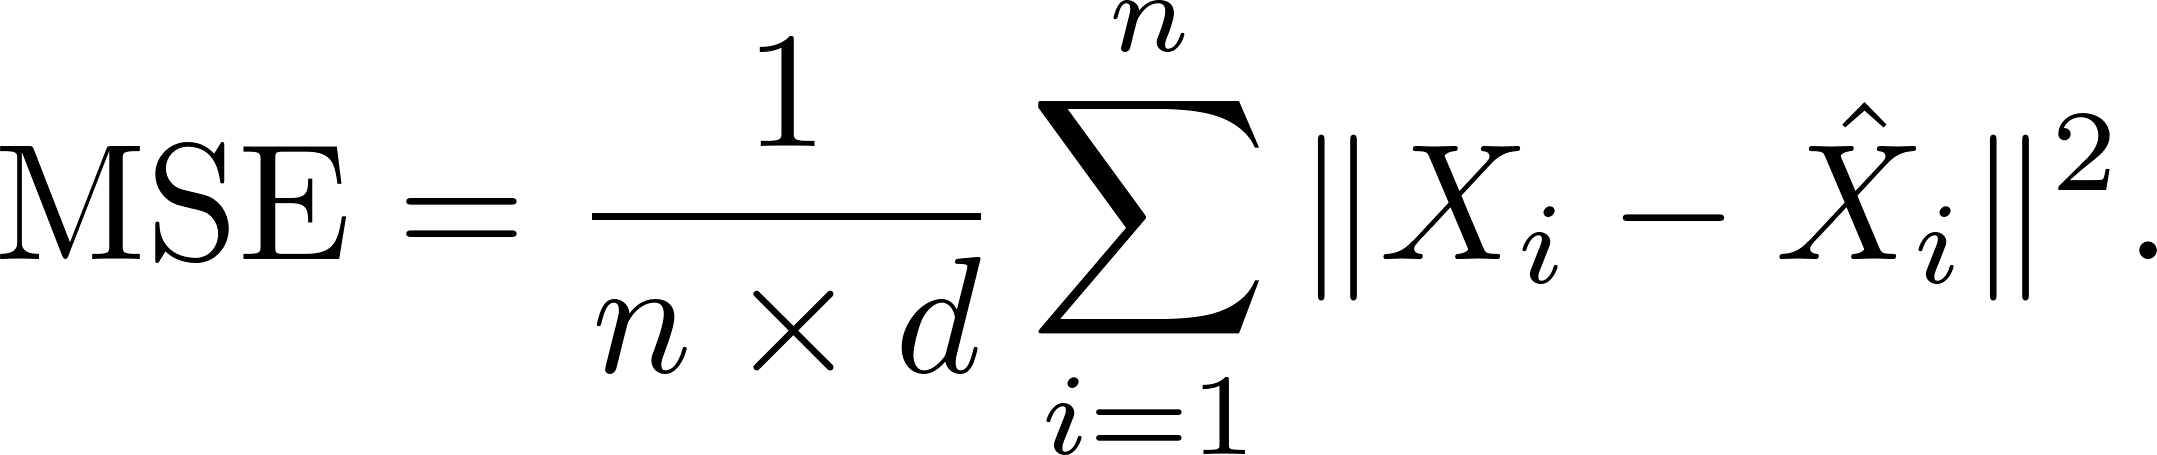 MSE = \frac{1}{n \times d} \sum_{i=1}^{n} \|X_i - \hat{X}_i\|^2.